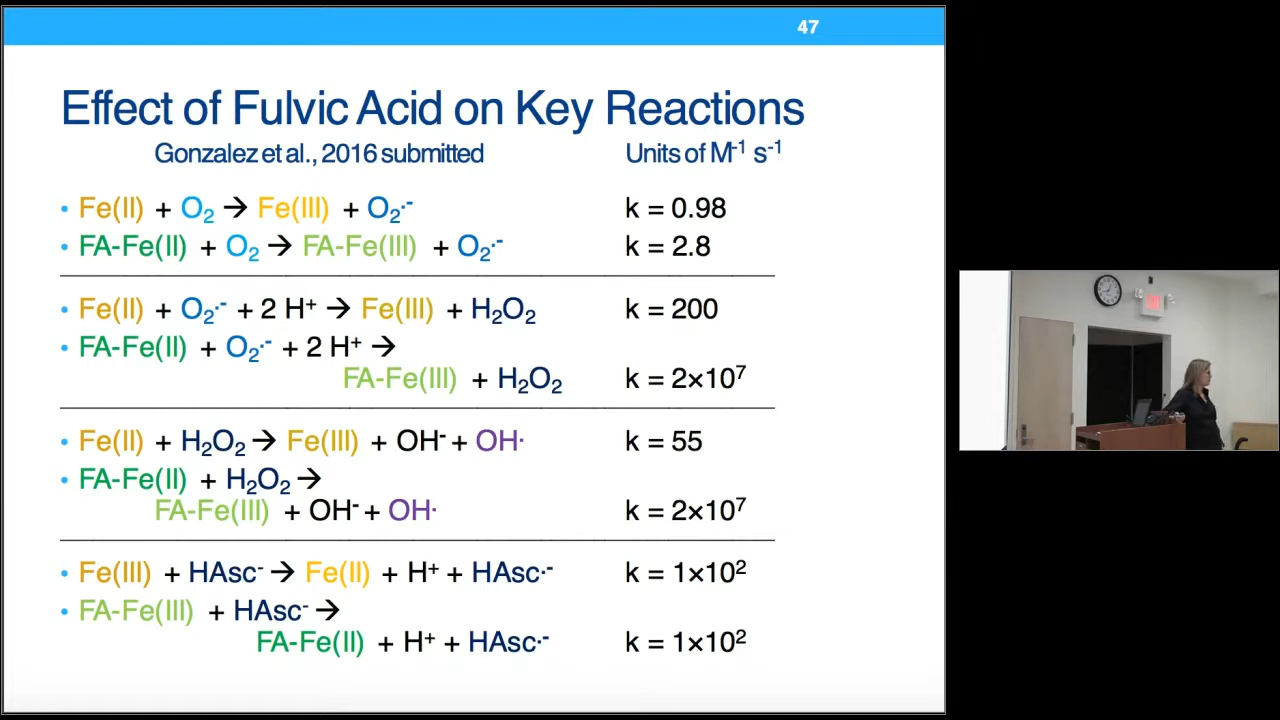 47
Effect of Fulvic Acid on Key Reactions
Gonzalez et al., 2016 submitted Units of M⁻¹ s⁻¹
• Fe(II) + O₂ → Fe(III) + O₂·⁻ k = 0.98
• FA-Fe(II) + O₂ → FA-Fe(III) + O₂·⁻ k = 2.8
• Fe(II) + O₂·⁻ + 2 H⁺ → Fe(III) + H₂O₂ k = 200
• FA-Fe(II) + O₂·⁻ + 2 H⁺ →
FA-Fe(III) + H₂O₂ k = 2×10⁷
• Fe(II) + H₂O₂ → Fe(III) + OH⁻ + OH· k = 55
• FA-Fe(II) + H₂O₂ →
FA-Fe(III) + OH⁻ + OH· k = 2×10⁷
• Fe(III) + HAsc⁻ → Fe(II) + H⁺ + HAsc·⁻ k = 1×10²
• FA-Fe(III) + HAsc⁻ →
FA-Fe(II) + H⁺ + HAsc·⁻ k = 1×10²